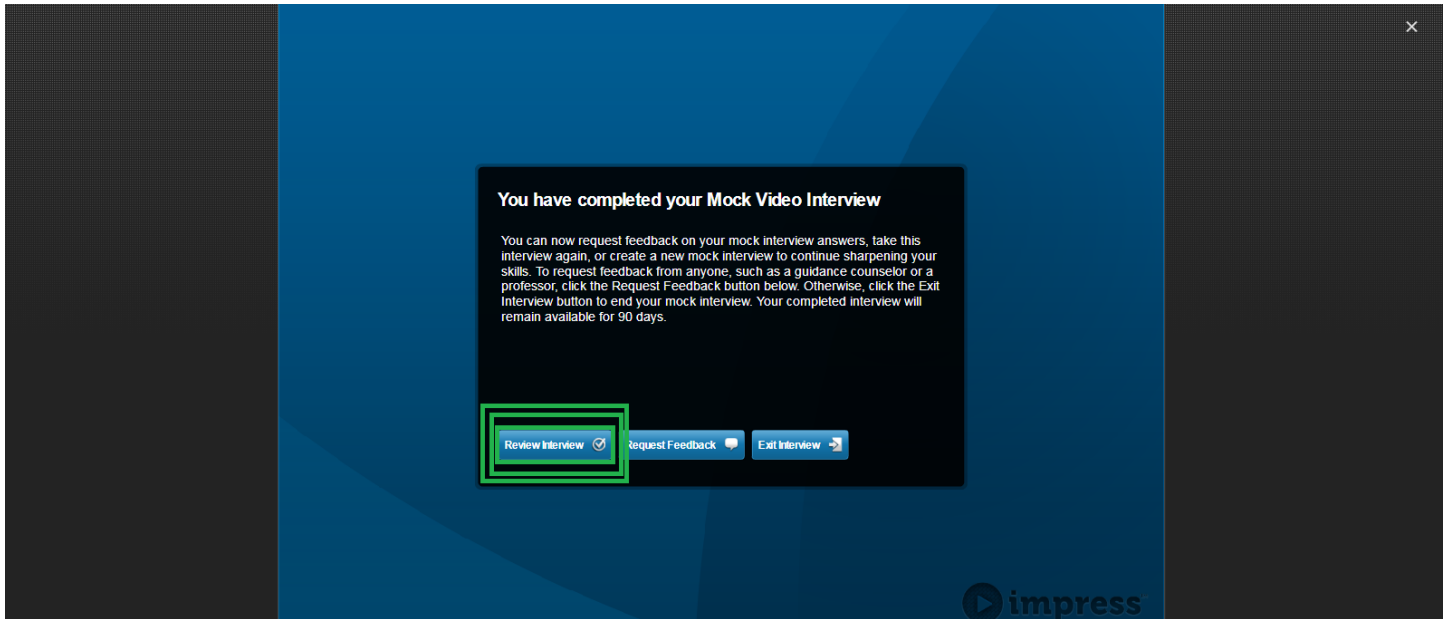 You have completed your Mock Video Interview
You can now request feedback on your mock interview answers, take this
interview again, or create a new mock interview to continue sharpening your
skills. To request feedback from anyone, such as a guidance counselor or a
professor, click the Request Feedback button below. Otherwise, click the Exit
Interview button to end your mock interview. Your completed interview will
remain available for 90 days.
Review Interview Request Feedback Exit Interview
impress